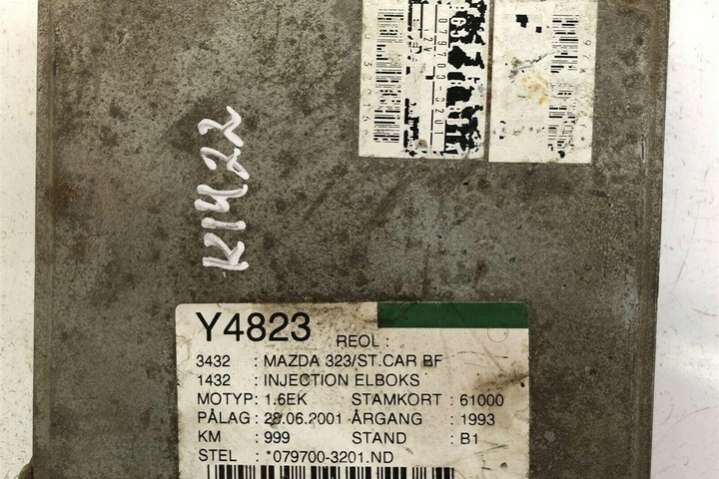 K1422
Y4823 REOL :
3432 : MAZDA 323/ST.CAR BF
1432 : INJECTION ELBOKS
MOTYP: 1.6EK STAMKORT : 61000
PÅLAG: 28.06.2001 ÅRGANG : 1993
KM : 999 STAND : B1
STEL : *079700-3201.ND